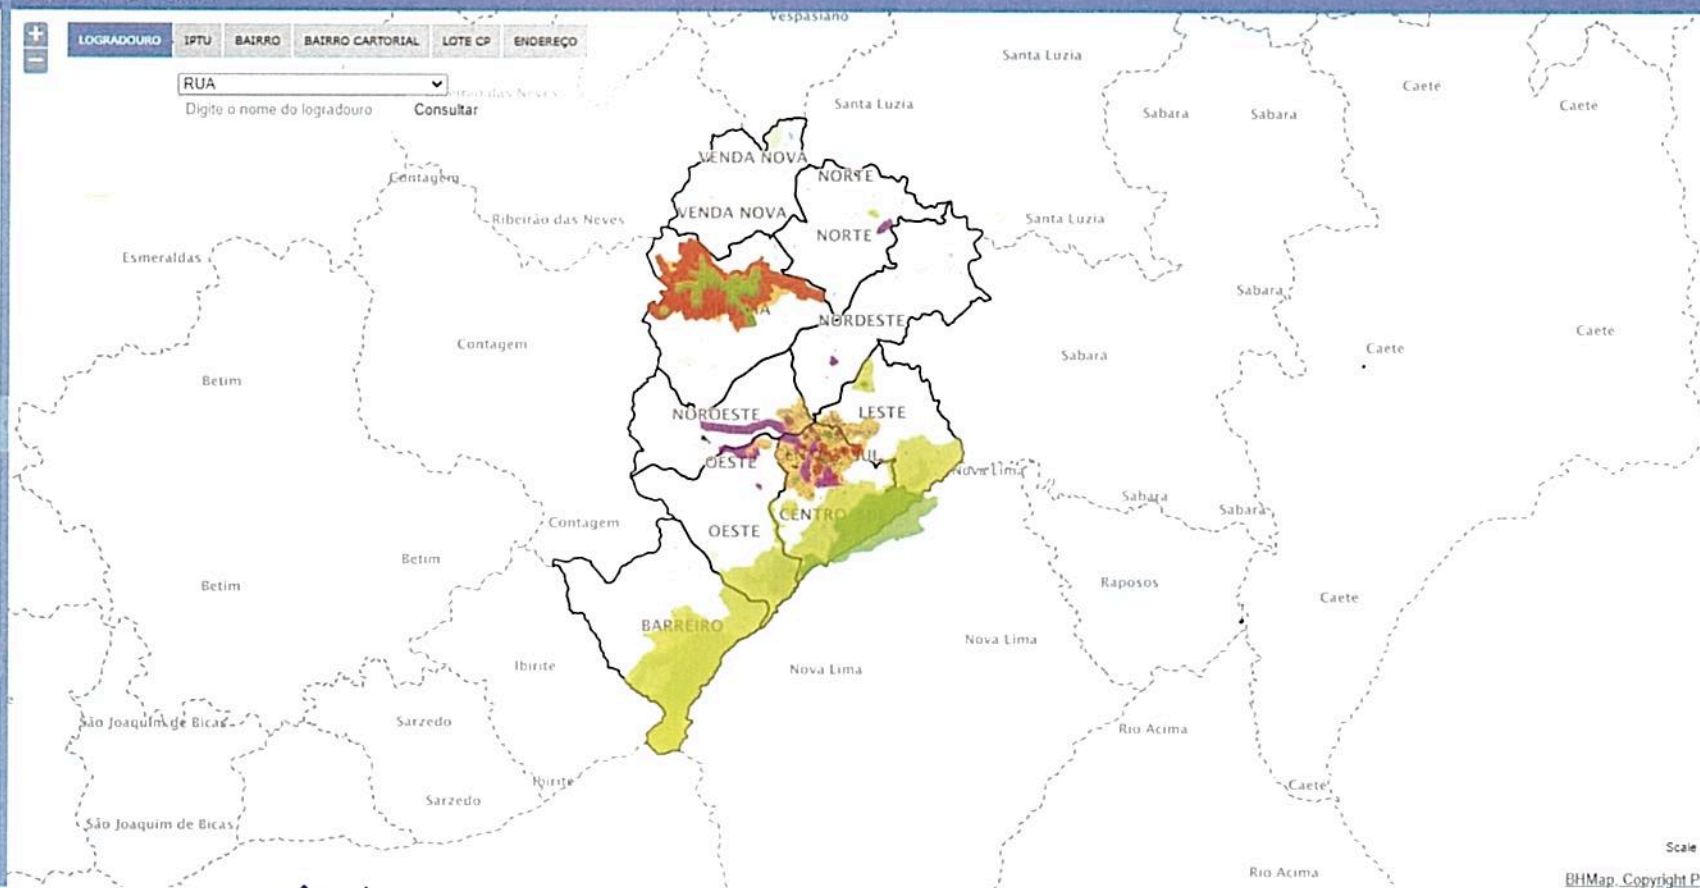 Vespasiano
LOGRADOURO IPTU BAIRRO BAIRRO CARTORIAL LOTE CP ENDEREÇO
Santa Luzia
RUA
Caete
Digite o nome do logradouro Consultar
Santa Luzia
Caete
Sabara
Sabara
VENDA NOVA
Contagem
NORTE
Ribeirão das Neves
VENDA NOVA
Santa Luzia
NORTE
Esmeraldas
Sabara
NORDESTE
Caete
Contagem
Sabara
Caete
Betim
NOROESTE
LESTE
OESTE
SUL
Nova Lima
Sabara
Sabara
CENTRO
Contagem
OESTE
Betim
Betim
Raposos
Caete
BARREIRO
Nova Lima
Ibirite
Nova Lima
São Joaquim de Bicas
Sarzedo
Rio Acima
Ibirite
Caete
Sarzedo
São Joaquim de Bicas
Scale
Rio Acima
BHMap, Copyright P